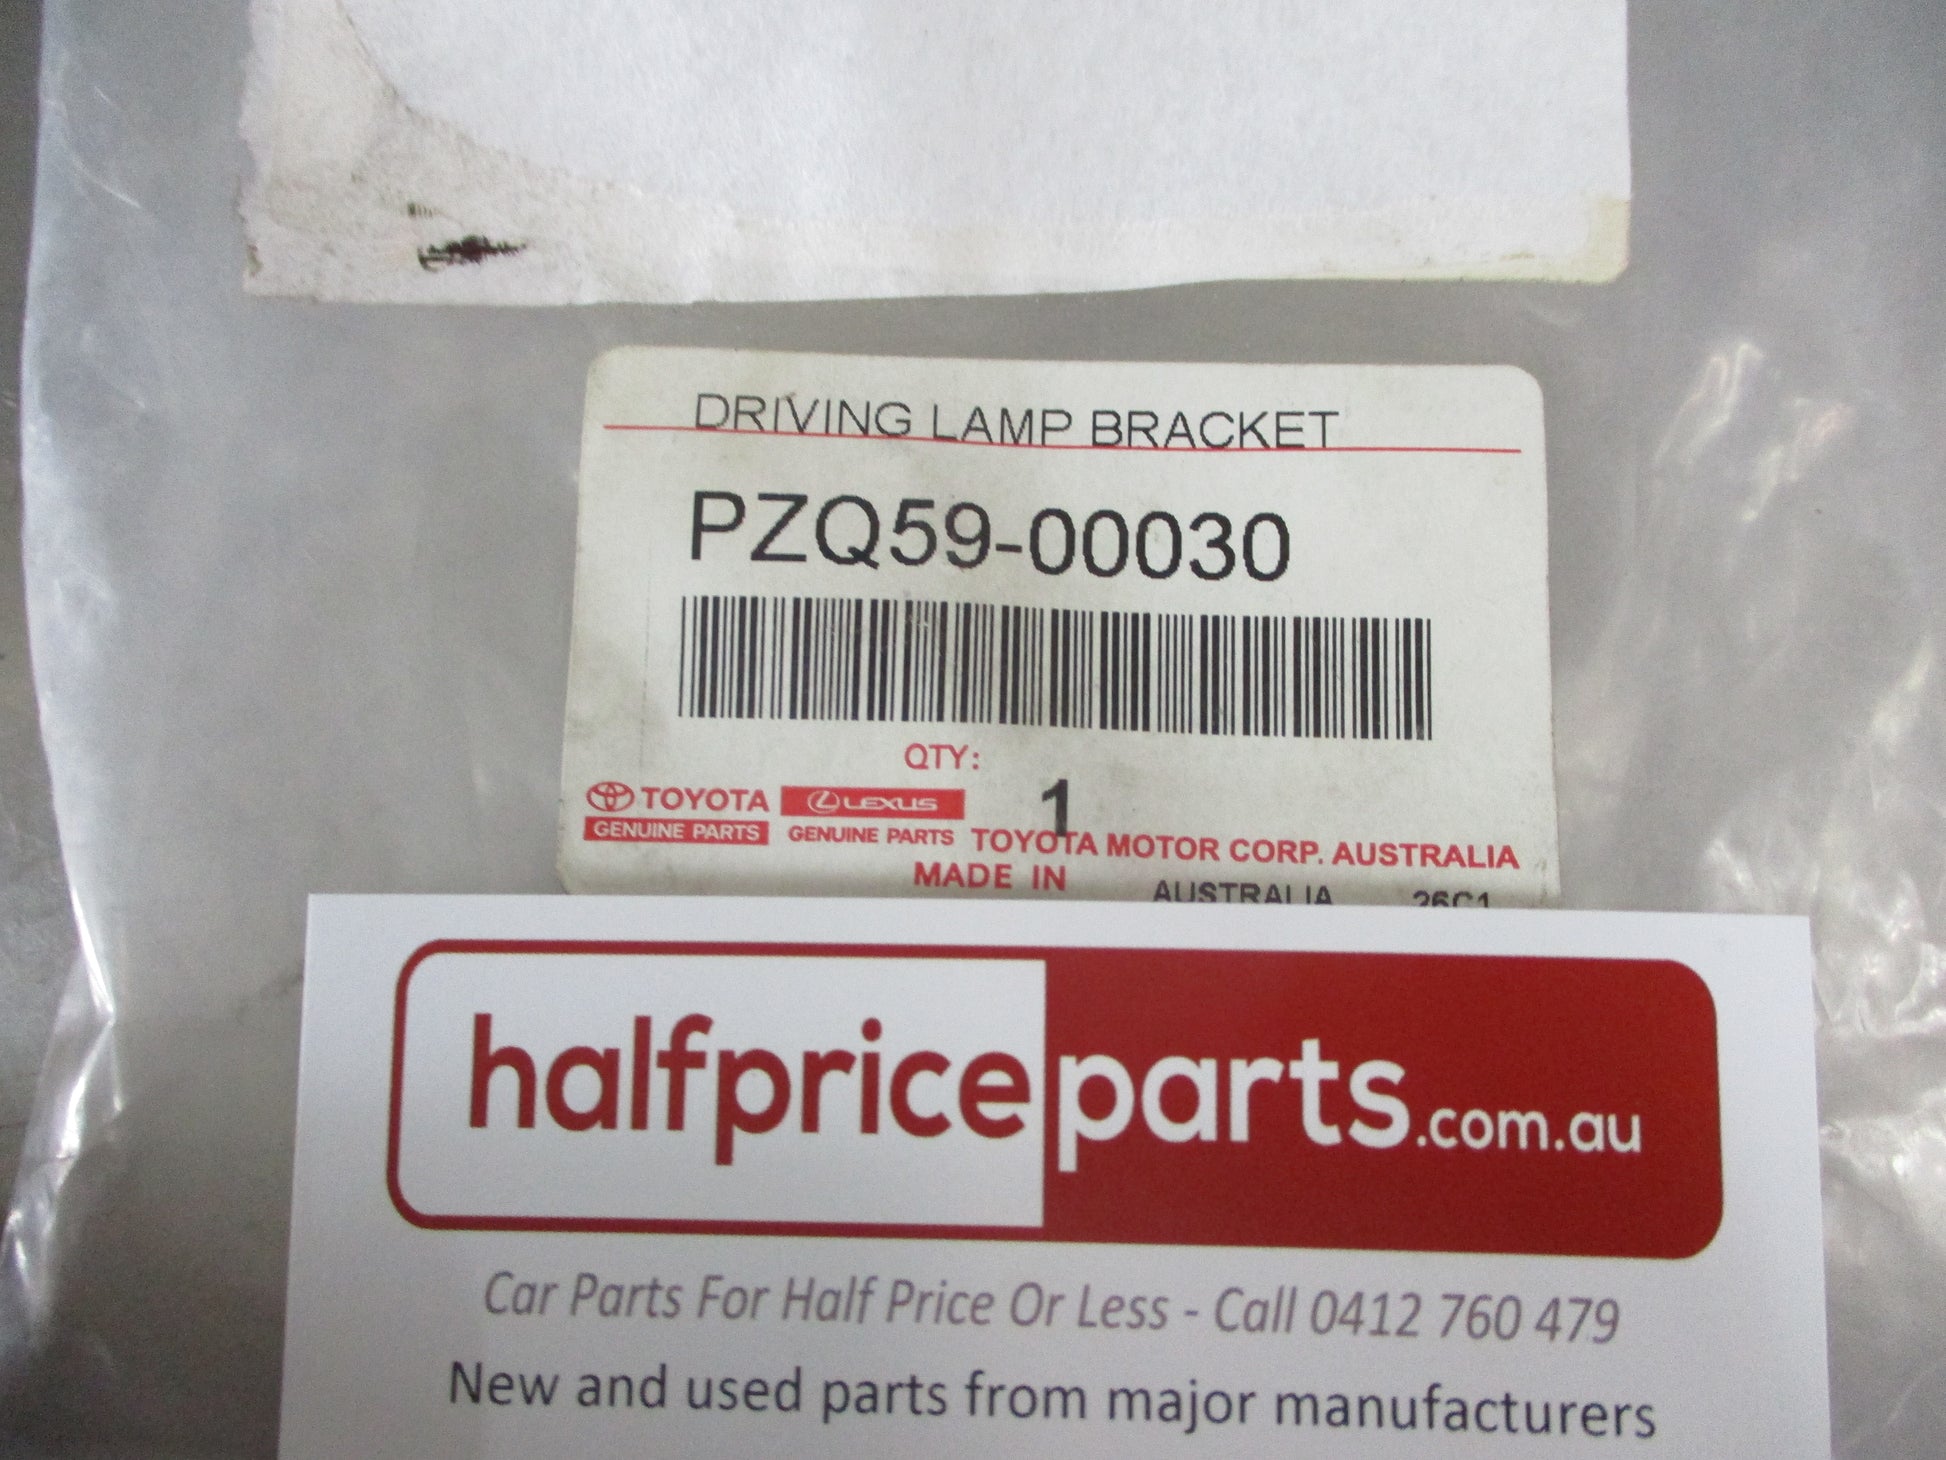 DRIVING LAMP BRACKET
PZQ59-00030
QTY: 1
TOYOTA LEXUS
GENUINE PARTS GENUINE PARTS TOYOTA MOTOR CORP. AUSTRALIA
MADE IN AUSTRALIA 26C1
halfpriceparts.com.au
Car Parts For Half Price Or Less - Call 0412 760 479
New and used parts from major manufacturers